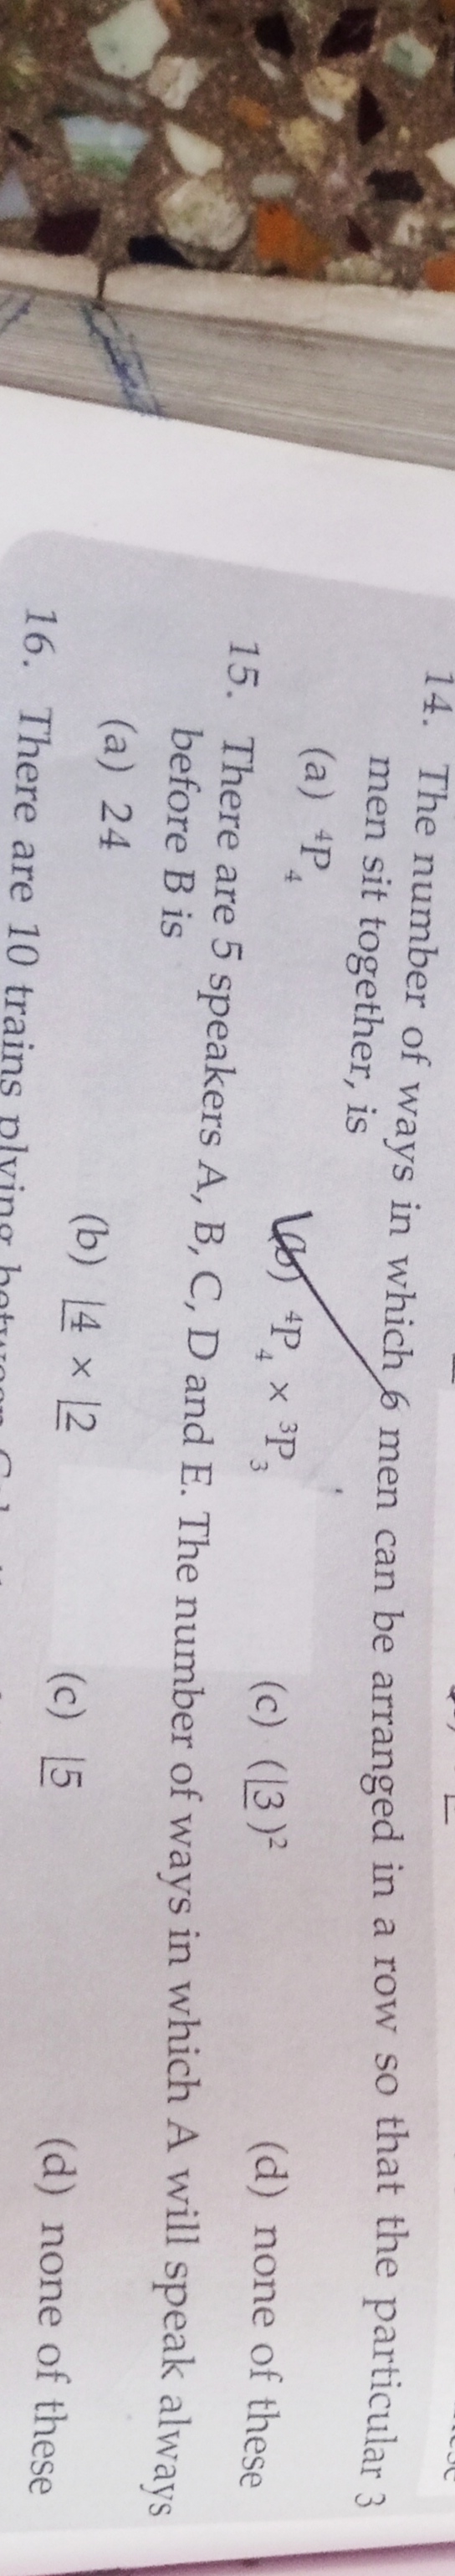 14. The number of ways in which 6 men can be arranged in a row so that the particular 3
men sit together, is
(a) ⁴P₄ (b) ⁴P₄ × ³P₃ (c) (|3)² (d) none of these
15. There are 5 speakers A, B, C, D and E. The number of ways in which A will speak always
before B is
(a) 24 (b) |4 × |2 (c) |5 (d) none of these
16. There are 10 trains plying